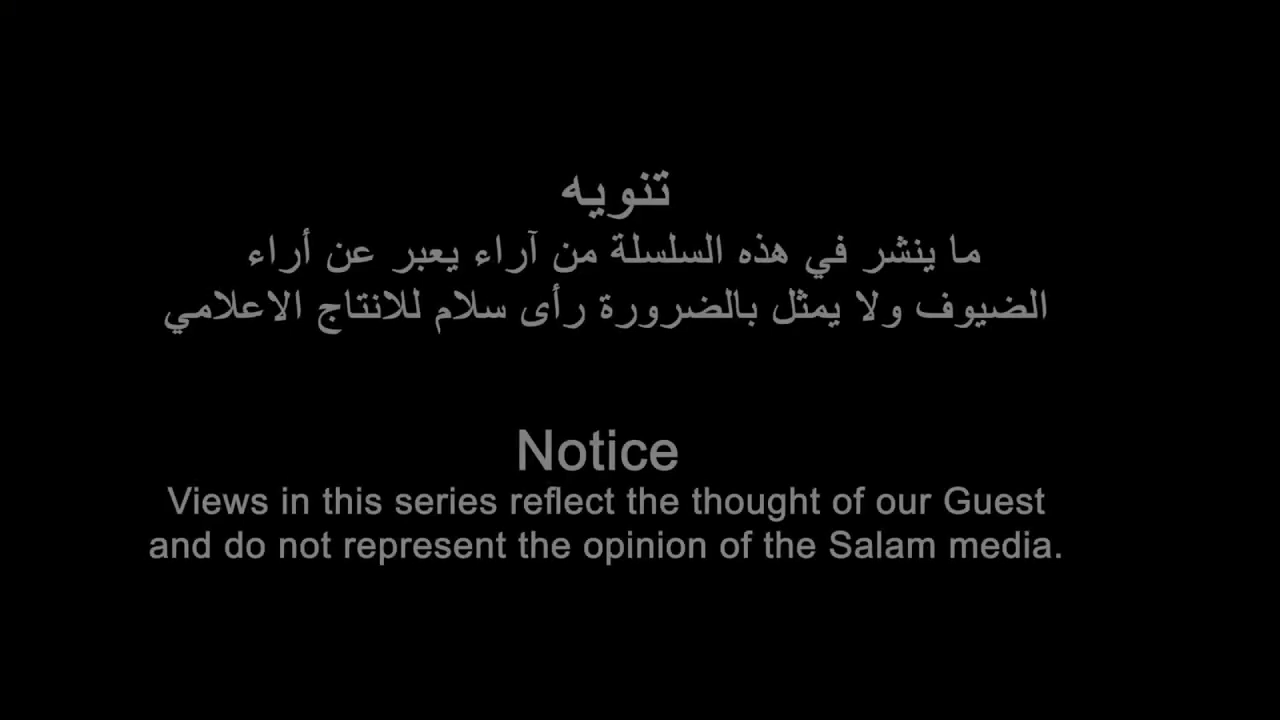 تنويه
ما ينشر في هذه السلسلة من آراء يعبر عن أراء
الضيوف ولا يمثل بالضرورة رأى سلام للانتاج الاعلامي
Notice
Views in this series reflect the thought of our Guest
and do not represent the opinion of the Salam media.